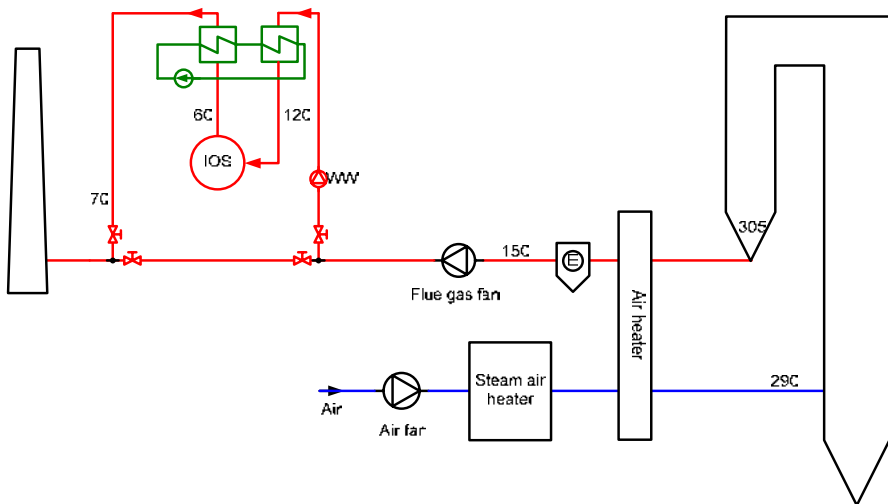 6C
12C
IOS
WW
7C
305
15C
E
Flue gas fan
Air heater
29C
Steam air
heater
Air
Air fan